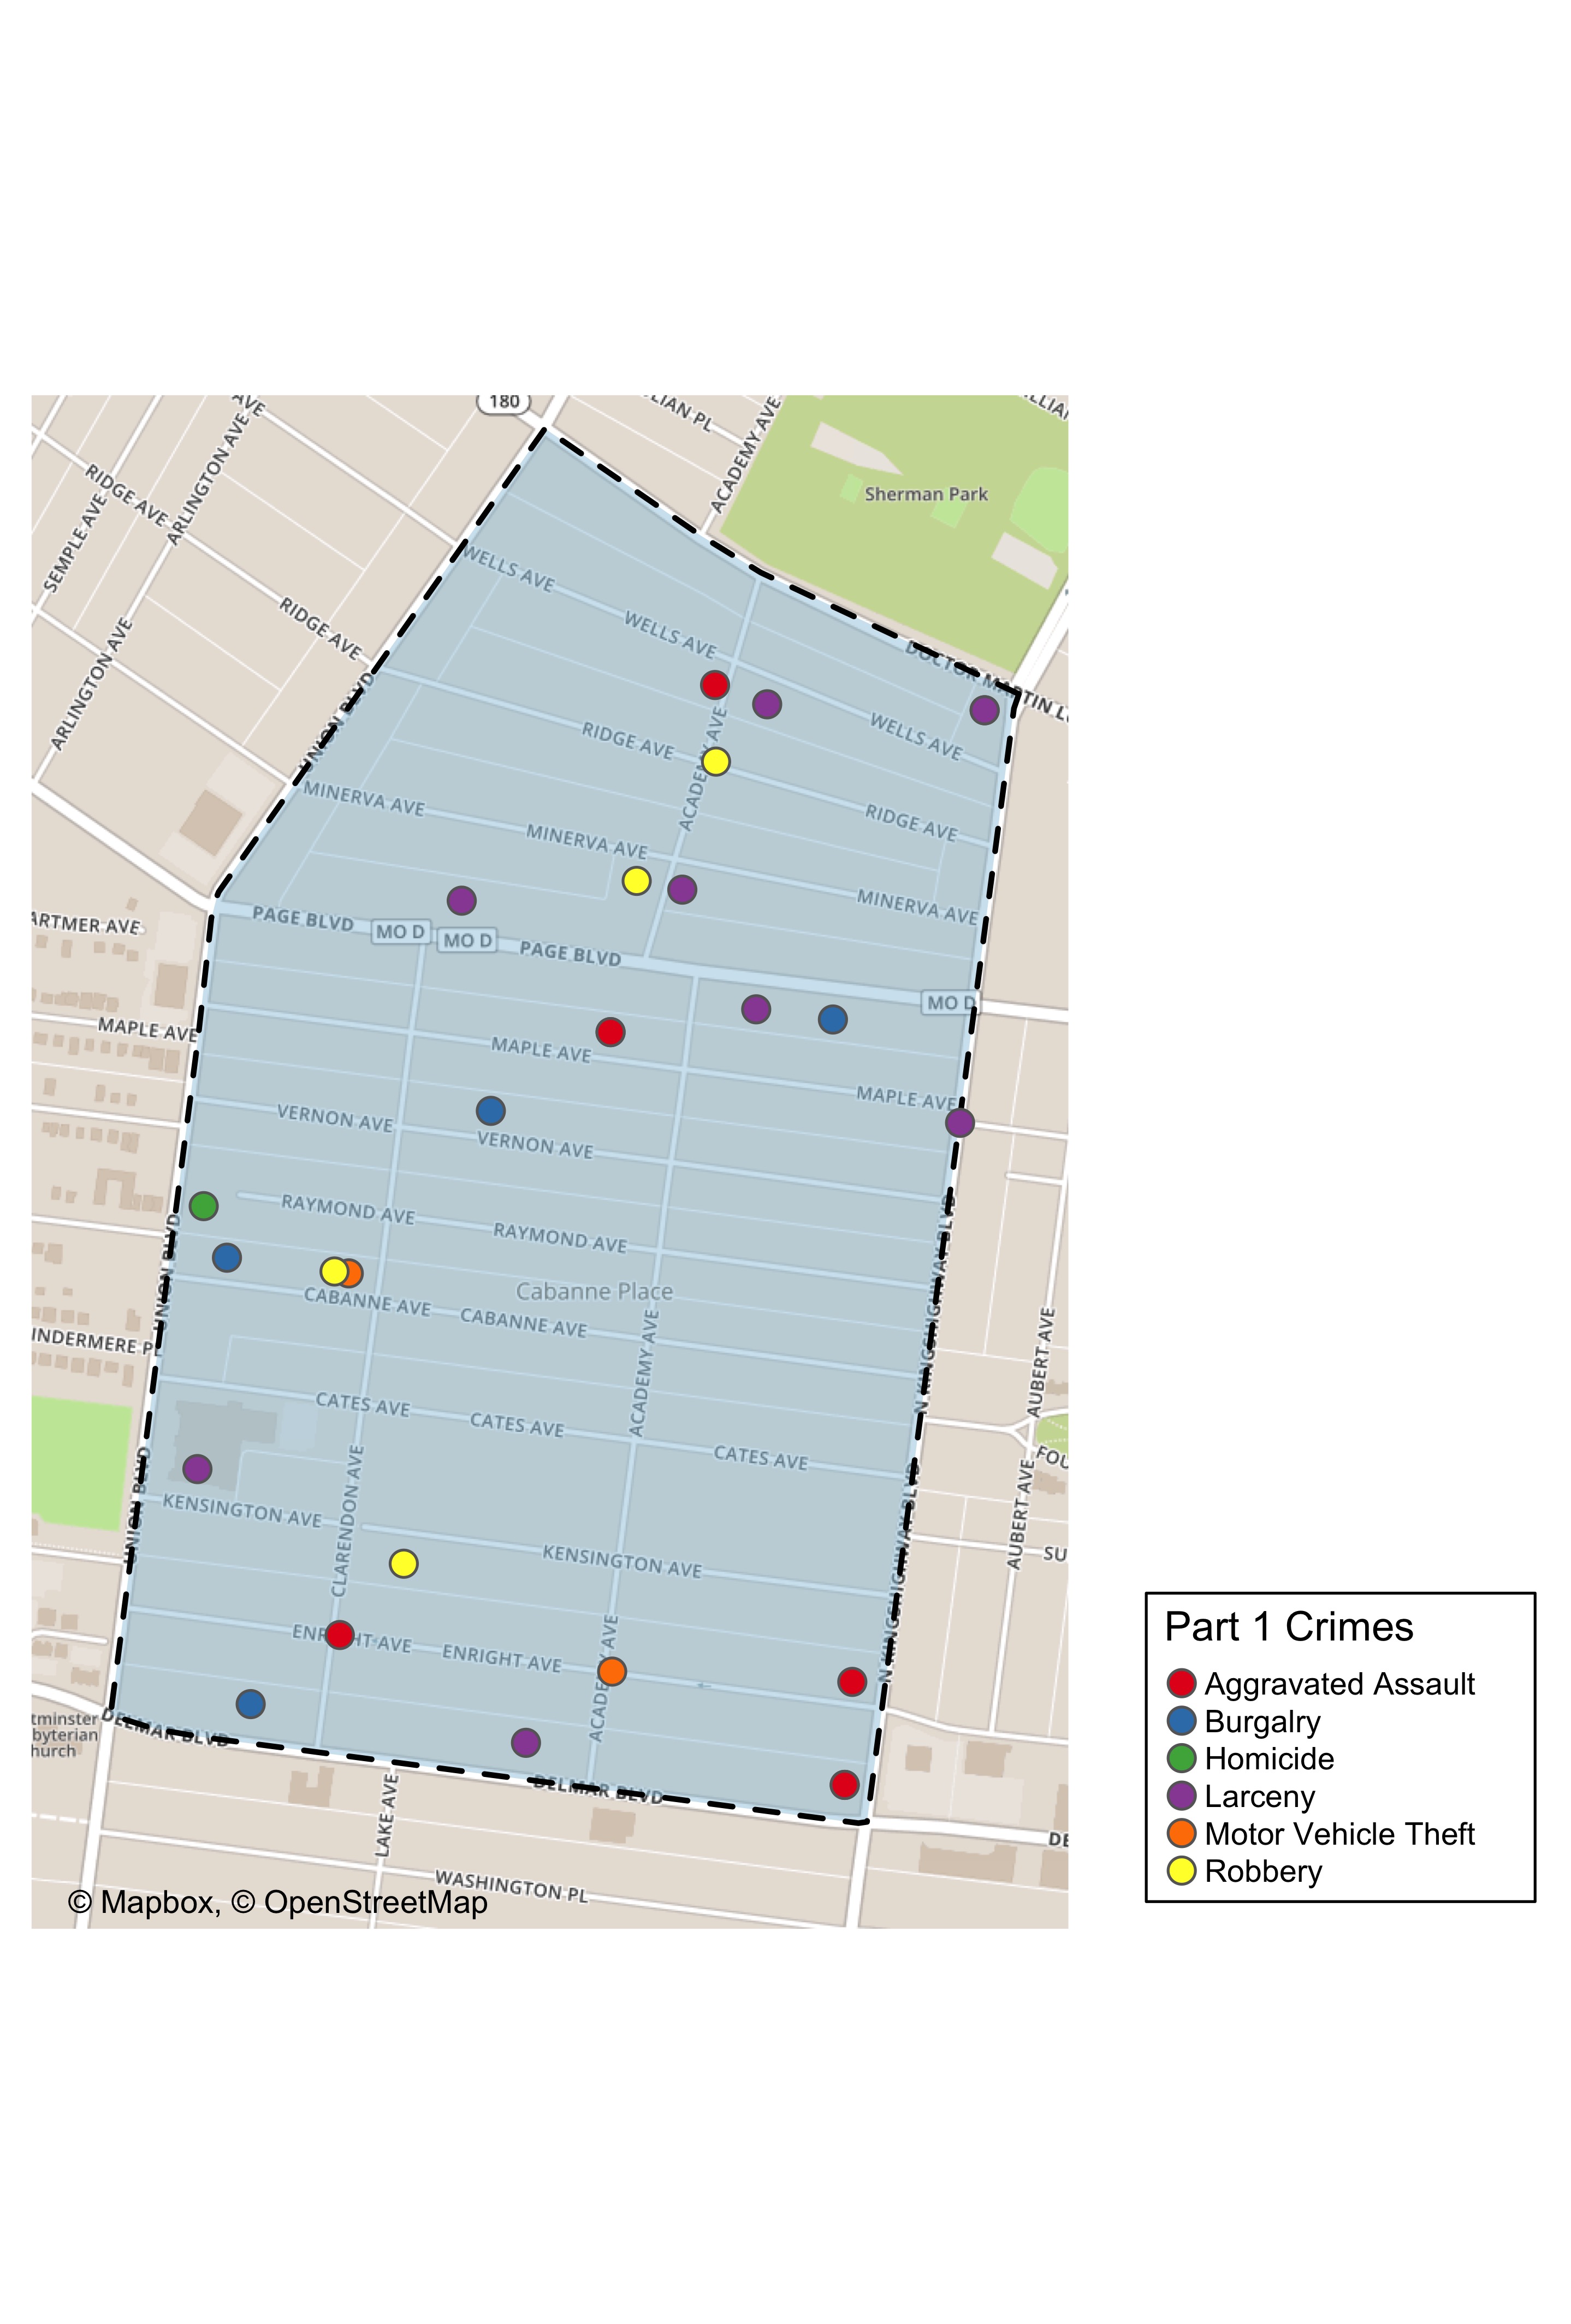 180
AVE
ACADEMY AVE
RIDGE AVE
ARLINGTON AVE
SEMPLE AVE
Sherman Park
WELLS AVE
RIDGE AVE
WELLS AVE
ARLINGTON AVE
DOCTOR MARTIN
UNION BLVD
WELLS AVE
RIDGE AVE
ACADEMY AVE
MINERVA AVE
RIDGE AVE
MINERVA AVE
MINERVA AVE
PAGE BLVD
MO D
MO D
PAGE BLVD
ARTMER AVE
MO D
MAPLE AVE
MAPLE AVE
MAPLE AVE
VERNON AVE
VERNON AVE
RAYMOND AVE
RAYMOND AVE
UNION BLVD
UNION BLVD
N KINGSHIGHWAY BLVD
Cabanne Place
CABANNE AVE
CABANNE AVE
INDERMERE P
ACADEMY AVE
AUBERT AVE
CATES AVE
CATES AVE
CATES AVE
FOU
UNION BLVD
KENSINGTON AVE
CLARENDON AVE
N KINGSHIGHWAY BLVD
AUBERT AVE
KENSINGTON AVE
SU
ENRIGHT AVE
ENRIGHT AVE
ACADEMY AVE
tminster
byterian
hurch
DELMAR BLVD
DELMAR BLVD
LAKE AVE
DE
WASHINGTON PL
© Mapbox, © OpenStreetMap
Part 1 Crimes
Aggravated Assault
Burgalry
Homicide
Larceny
Motor Vehicle Theft
Robbery